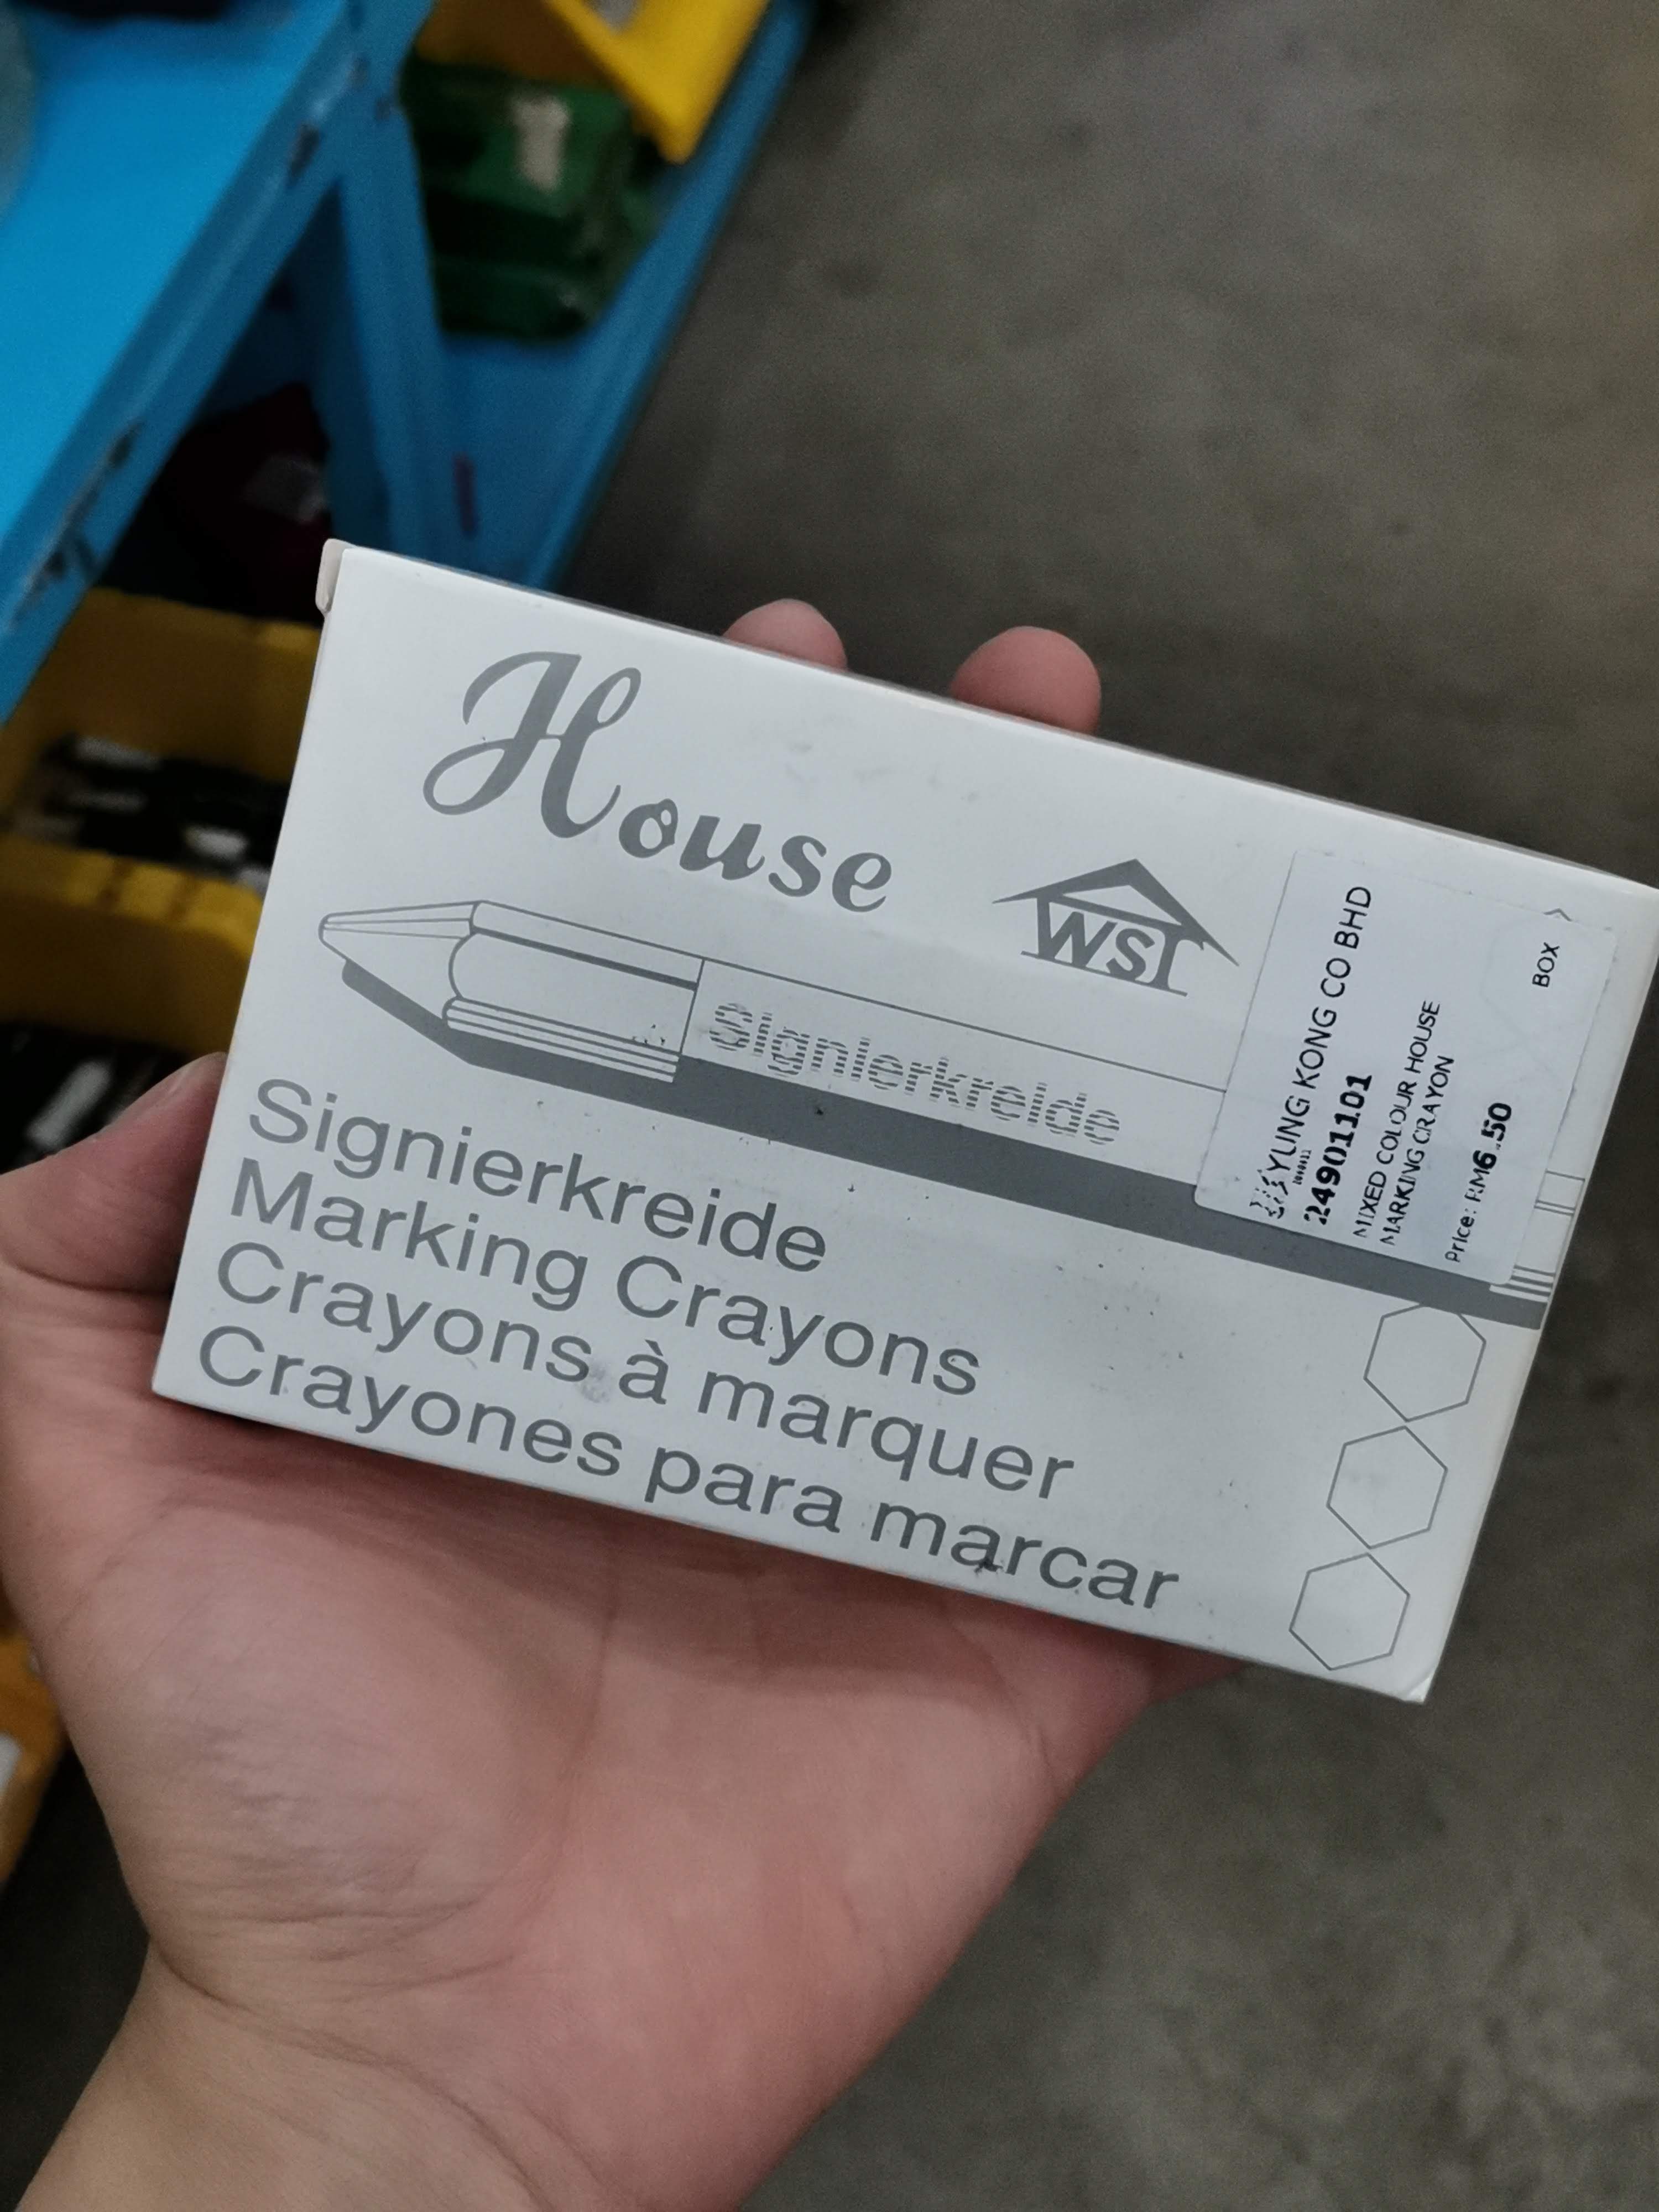 House
WSI
Signierkreide
Signierkreide
Marking Crayons
Crayons à marquer
Crayones para marcar
YUNG KONG CO BHD
24901101
MIXED COLOUR HOUSE
MARKING CRAYON
Price: RM6.50
BOX